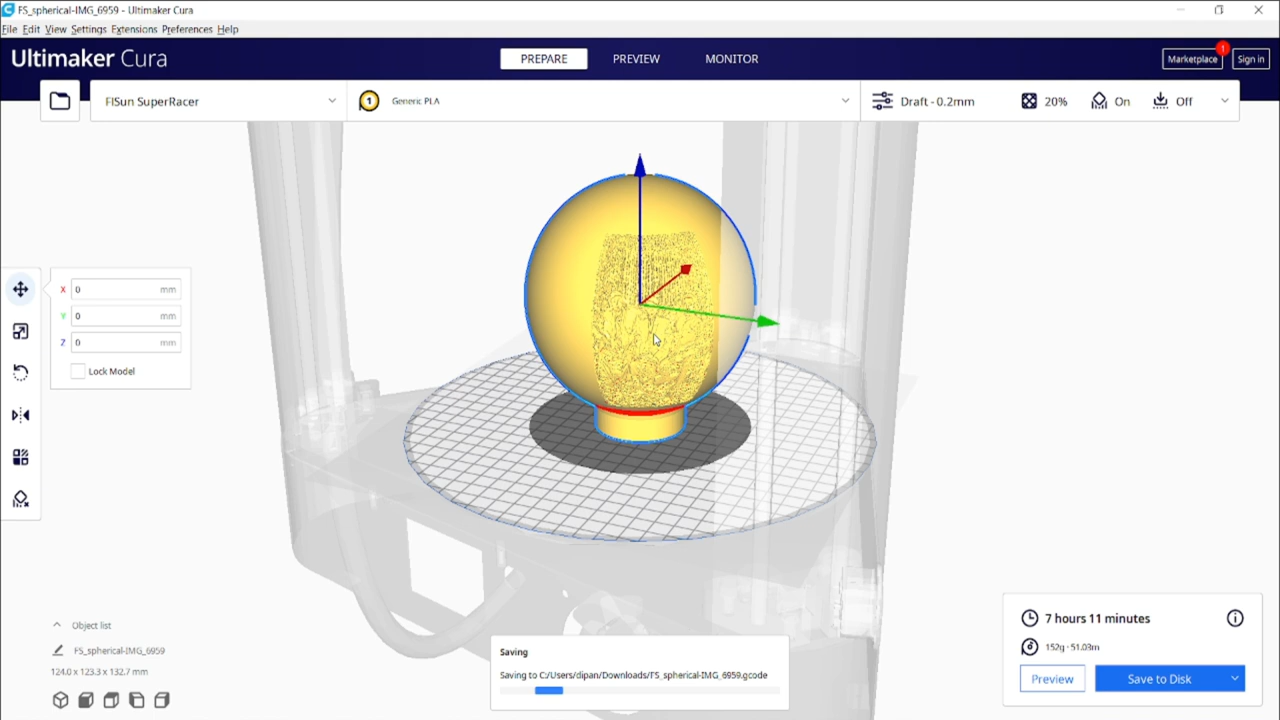 FS_spherical-IMG_6959 - Ultimaker Cura
File Edit View Settings Extensions Preferences Help
Ultimaker Cura
PREPARE PREVIEW MONITOR
Marketplace 1 Sign in
FlSun SuperRacer
1 Generic PLA
Draft - 0.2mm 20% On Off
X 0 mm
Y 0 mm
Z 0 mm
Lock Model
7 hours 11 minutes
152g · 51.03m
Preview Save to Disk
Object list
FS_spherical-IMG_6959
124.0 x 123.3 x 132.7 mm
Saving
Saving to C:/Users/dipan/Downloads/FS_spherical-IMG_6959.gcode